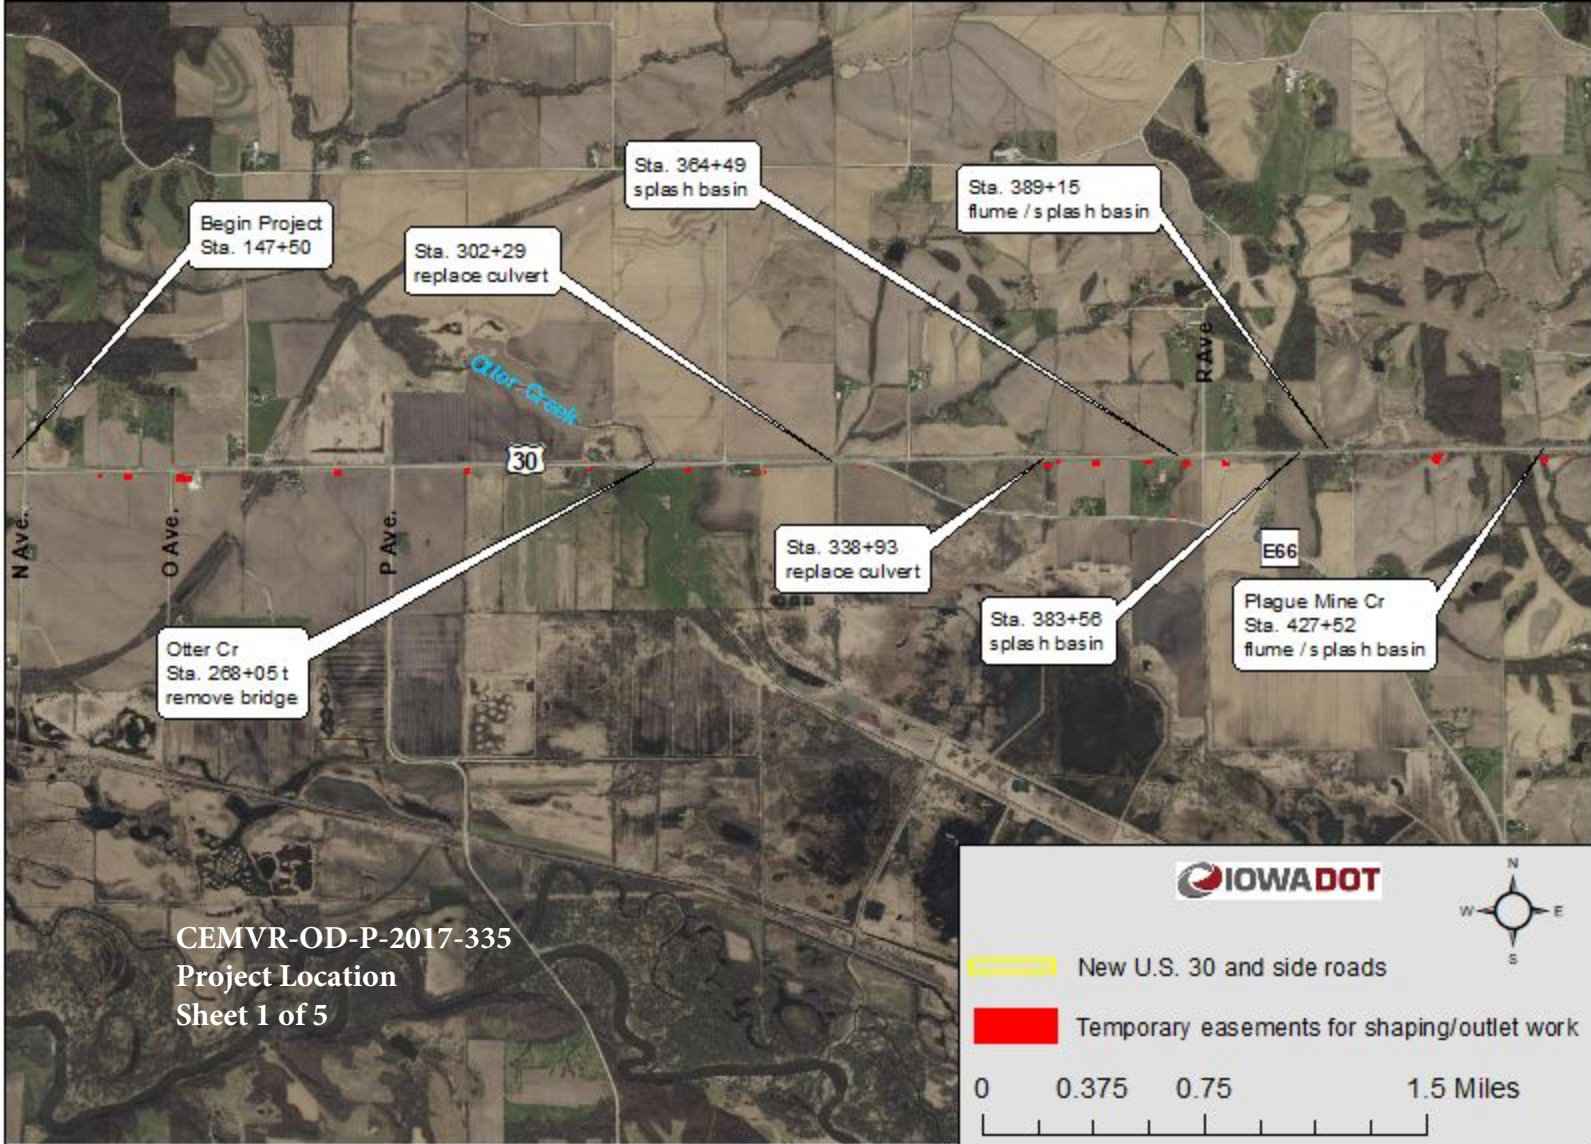 Sta. 364+49
splash basin
Sta. 389+15
flume / splash basin
Begin Project
Sta. 147+50
Sta. 302+29
replace culvert
R Ave
Otter Creek
30
N Ave.
O Ave.
P Ave.
Sta. 338+93
replace culvert
E66
Sta. 383+56
splash basin
Plague Mine Cr
Sta. 427+52
flume / splash basin
Otter Cr
Sta. 268+05 t
remove bridge
CEMVR-OD-P-2017-335
Project Location
Sheet 1 of 5
IOWADOT
N
W
E
S
New U.S. 30 and side roads
Temporary easements for shaping/outlet work
0 0.375 0.75 1.5 Miles